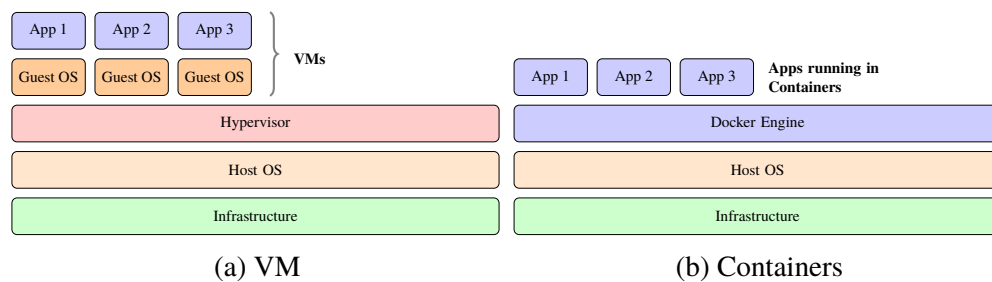 App 1
App 2
App 3
VMs
Guest OS
Guest OS
Guest OS
Hypervisor
Host OS
Infrastructure
(a) VM
App 1
App 2
App 3
Apps running in
Containers
Docker Engine
Host OS
Infrastructure
(b) Containers